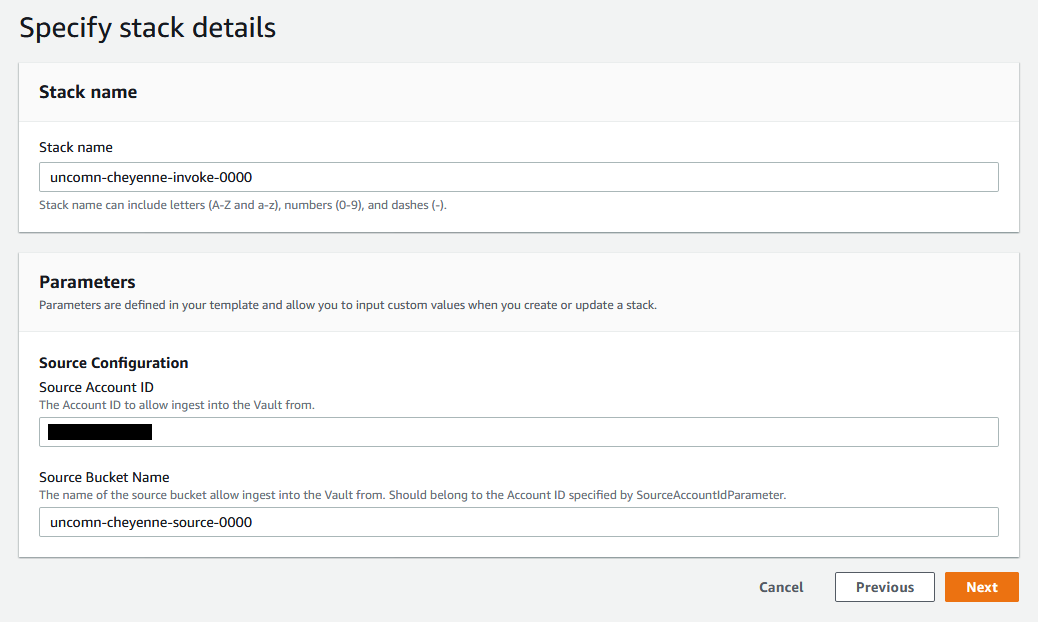 Specify stack details
Stack name
Stack name
uncomn-cheyenne-invoke-0000
Stack name can include letters (A-Z and a-z), numbers (0-9), and dashes (-).
Parameters
Parameters are defined in your template and allow you to input custom values when you create or update a stack.
Source Configuration
Source Account ID
The Account ID to allow ingest into the Vault from.
Source Bucket Name
The name of the source bucket allow ingest into the Vault from. Should belong to the Account ID specified by SourceAccountIdParameter.
uncomn-cheyenne-source-0000
Cancel Previous Next